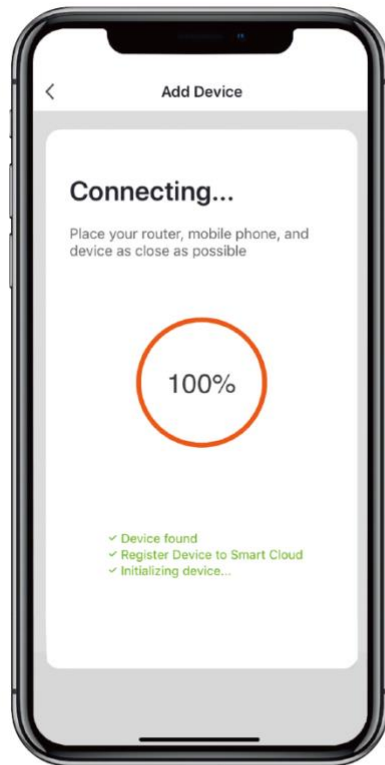 Add Device
Connecting...
Place your router, mobile phone, and
device as close as possible
100%
Device found
Register Device to Smart Cloud
Initializing device...